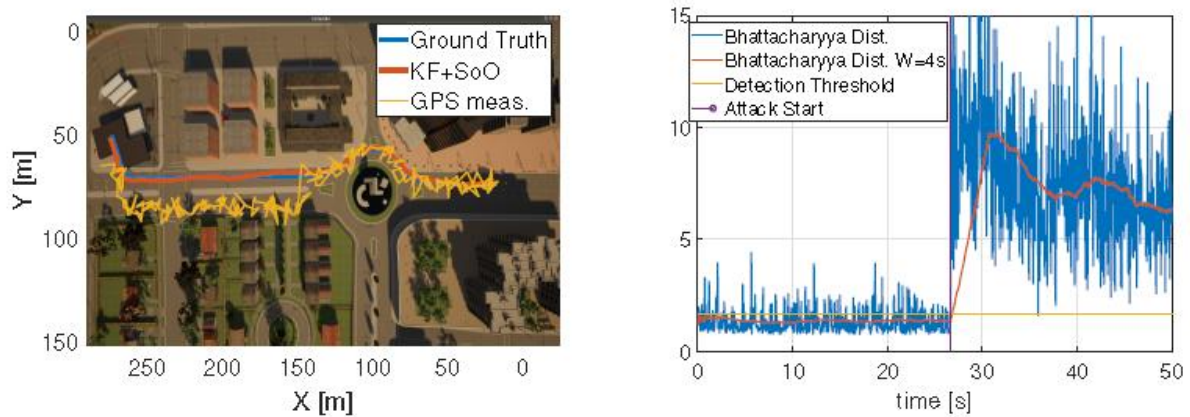 0
50
100
150
Y [m]
250
200
150
100
50
0
X [m]
Ground Truth
KF+SoO
GPS meas.
15
10
5
0
Bhattacharyya Dist.
Bhattacharyya Dist. W=4s
Detection Threshold
Attack Start
0
10
20
30
40
50
time [s]